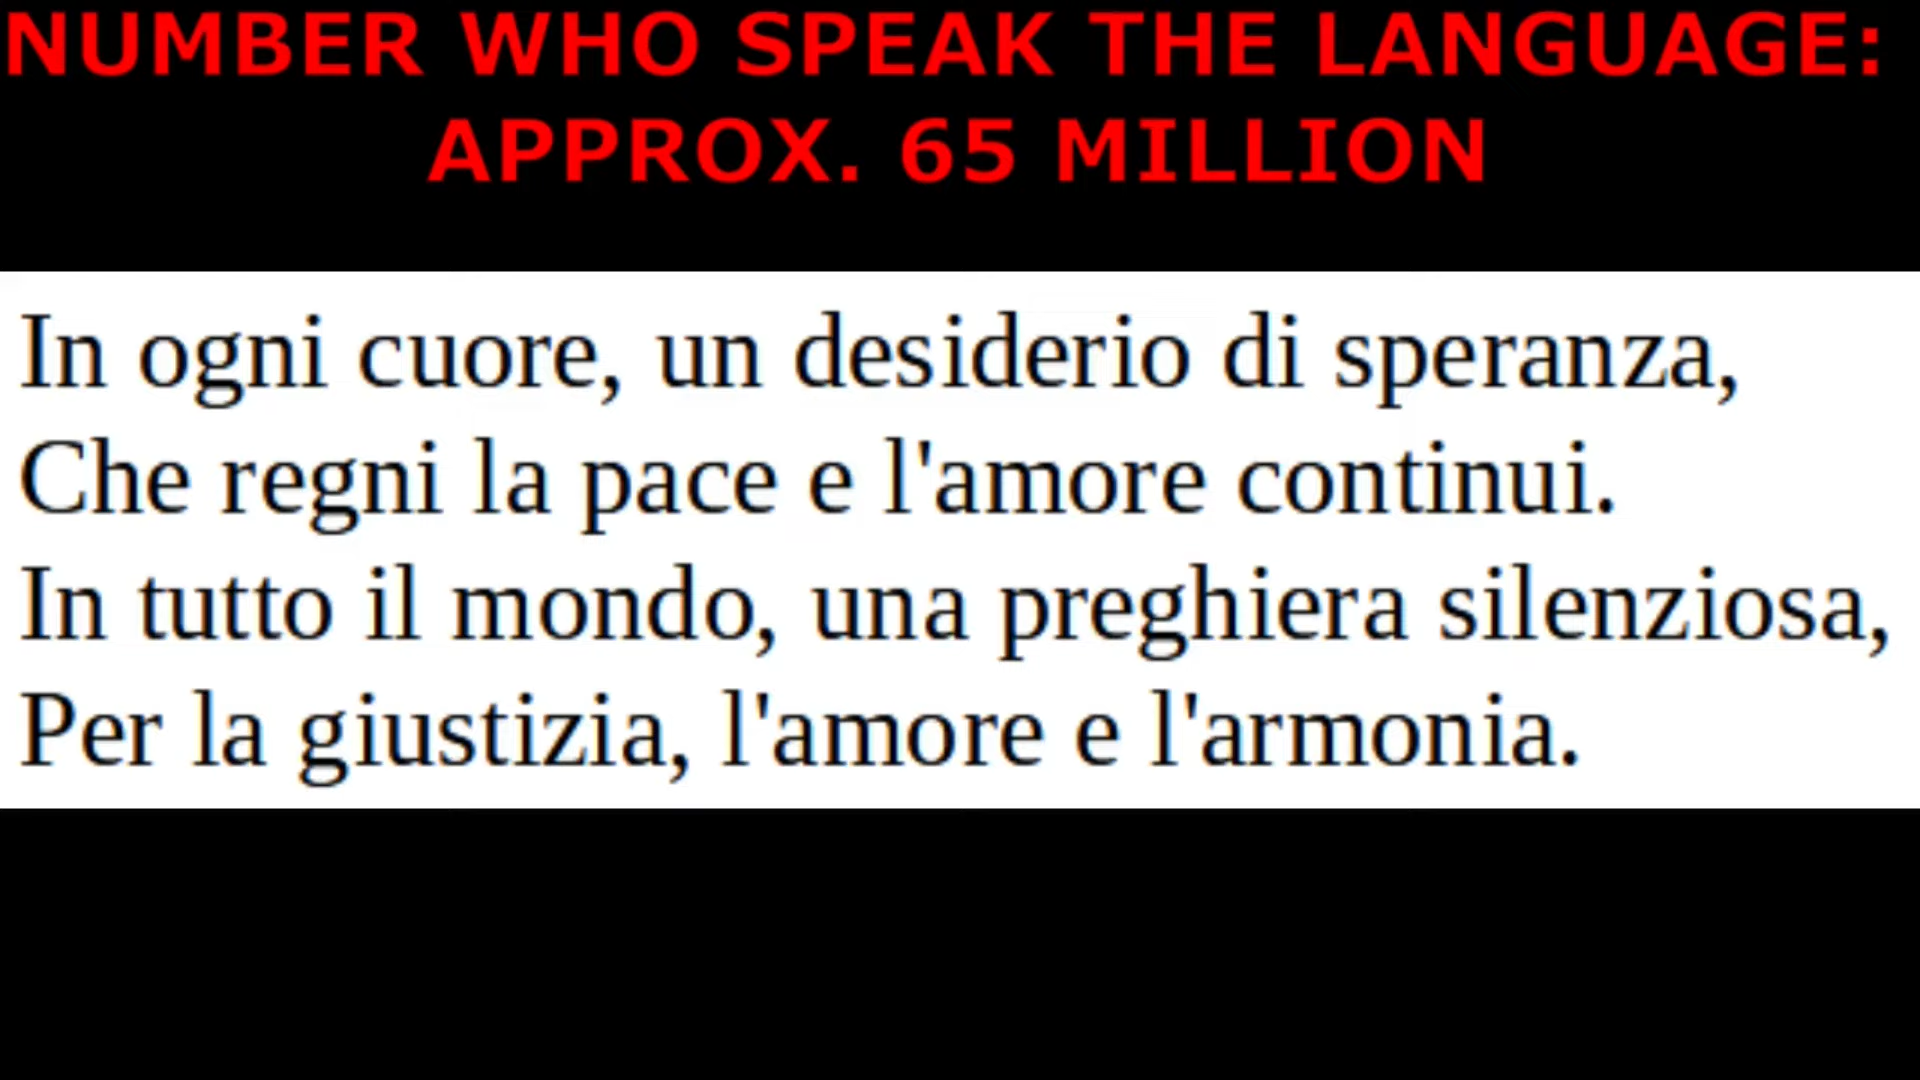 NUMBER WHO SPEAK THE LANGUAGE:
APPROX. 65 MILLION
In ogni cuore, un desiderio di speranza,
Che regni la pace e l'amore continui.
In tutto il mondo, una preghiera silenziosa,
Per la giustizia, l'amore e l'armonia.